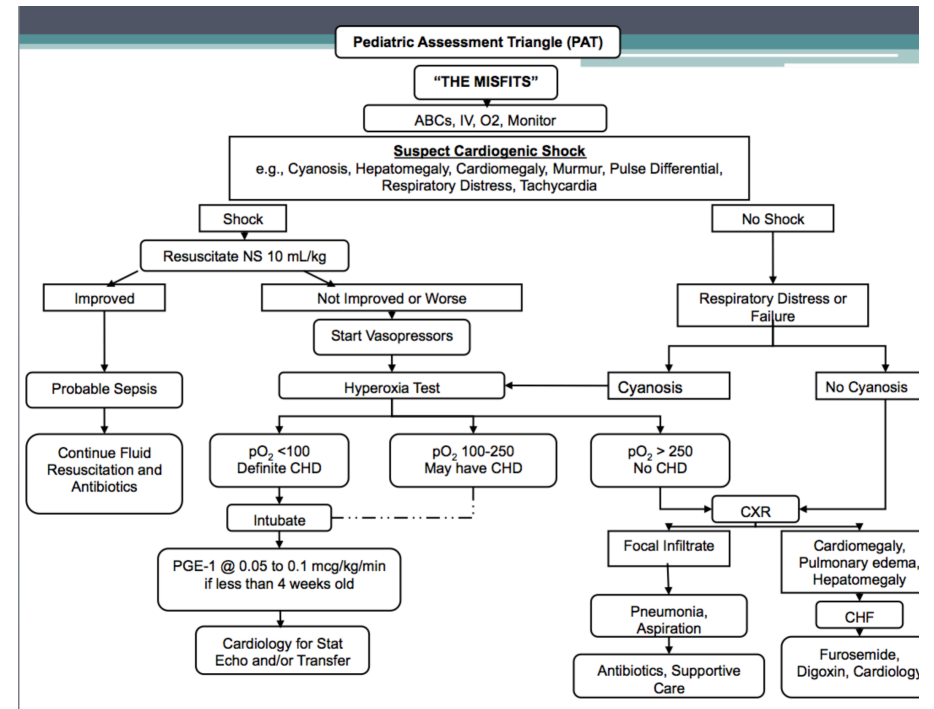 Pediatric Assessment Triangle (PAT)
“THE MISFITS”
ABCs, IV, O2, Monitor
Suspect Cardiogenic Shock
e.g., Cyanosis, Hepatomegaly, Cardiomegaly, Murmur, Pulse Differential,
Respiratory Distress, Tachycardia
Shock
No Shock
Resuscitate NS 10 mL/kg
Improved
Not Improved or Worse
Respiratory Distress or
Failure
Start Vasopressors
Probable Sepsis
Hyperoxia Test
Cyanosis
No Cyanosis
Continue Fluid
Resuscitation and
Antibiotics
pO₂ <100
Definite CHD
pO₂ 100-250
May have CHD
pO₂ > 250
No CHD
Intubate
CXR
Focal Infiltrate
Cardiomegaly,
Pulmonary edema,
Hepatomegaly
PGE-1 @ 0.05 to 0.1 mcg/kg/min
if less than 4 weeks old
Pneumonia,
Aspiration
CHF
Cardiology for Stat
Echo and/or Transfer
Antibiotics, Supportive
Care
Furosemide,
Digoxin, Cardiology